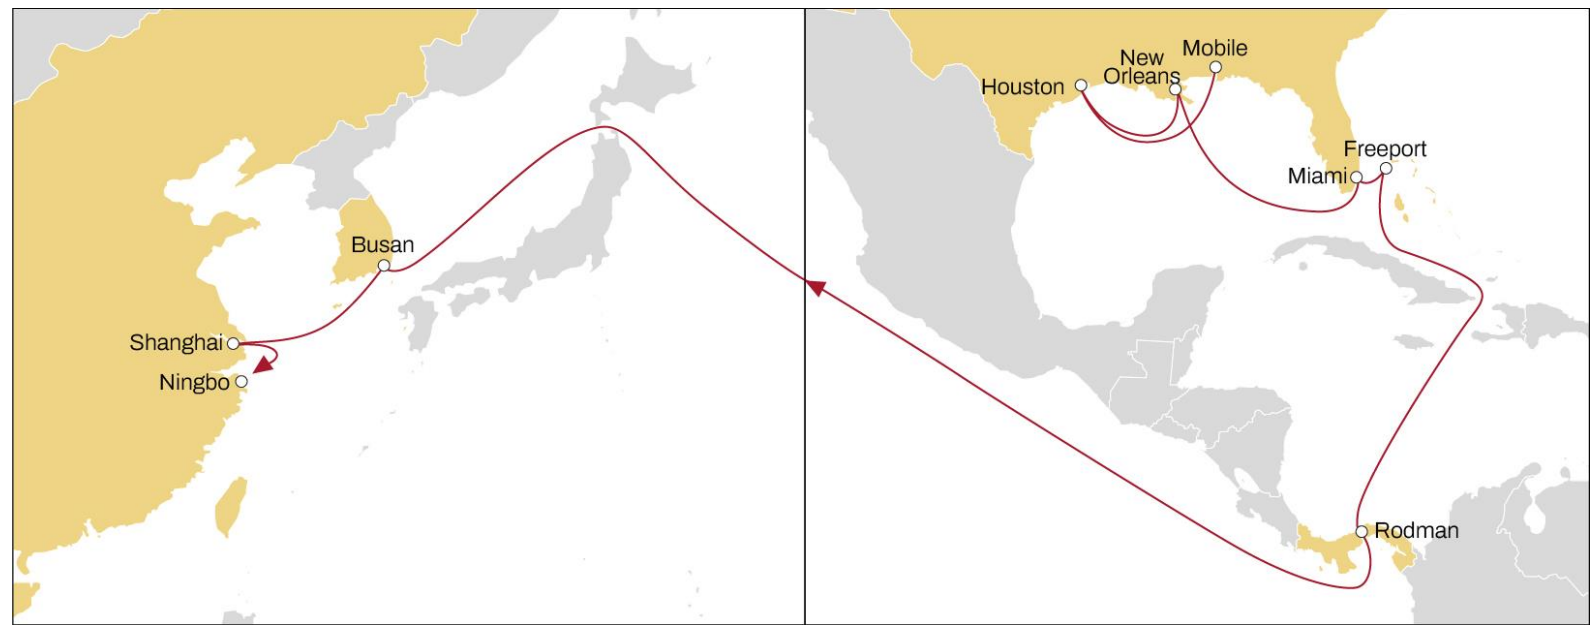 Busan
Shanghai
Ningbo
Houston
New
Orleans
Mobile
Freeport
Miami
Rodman